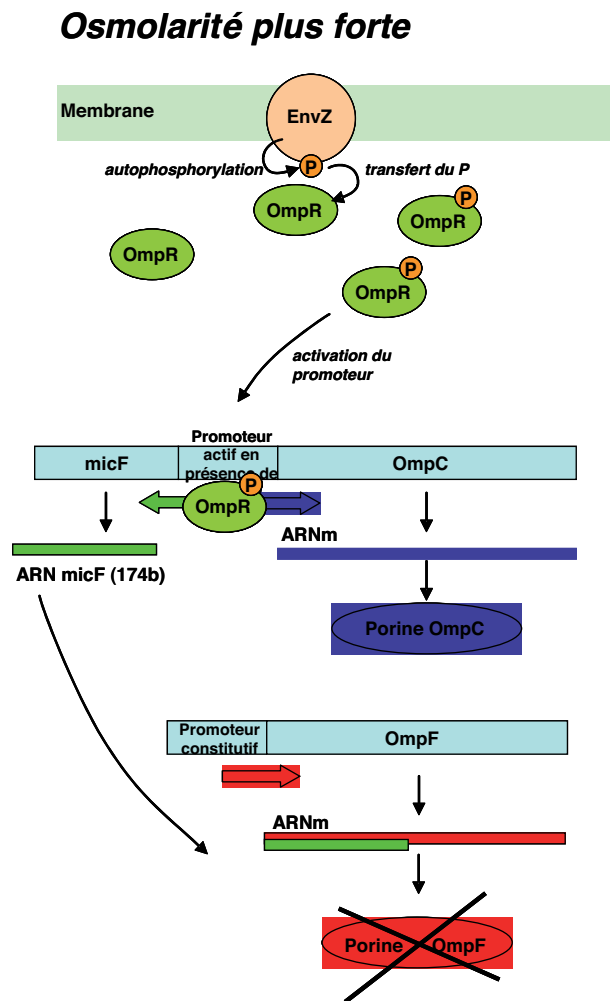 Osmolarité plus forte
Membrane
EnvZ
autophosphorylation
P
transfert du P
OmpR
P
OmpR
OmpR
P
OmpR
activation du
promoteur
micF
Promoteur
actif en
présence de
OmpC
P
OmpR
ARNm
ARN micF (174b)
Porine OmpC
Promoteur
constitutif
OmpF
ARNm
Porine OmpF